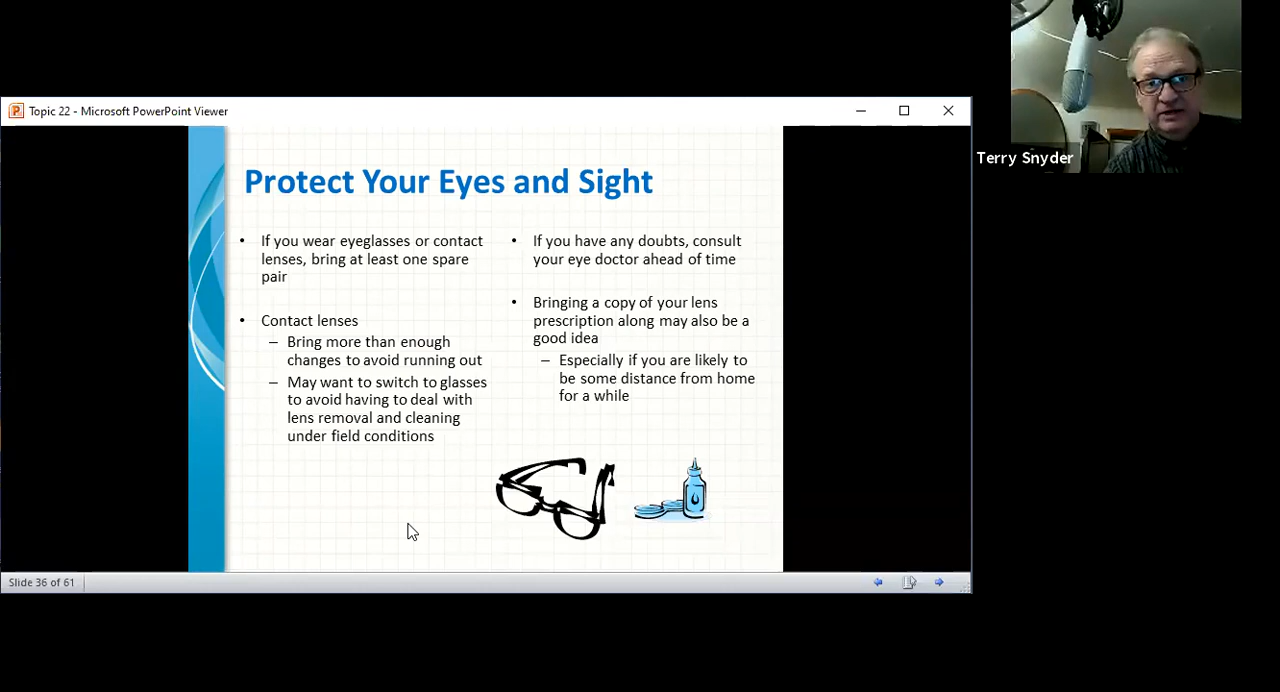 Topic 22 - Microsoft PowerPoint Viewer
Terry Snyder
Protect Your Eyes and Sight
• If you wear eyeglasses or contact
lenses, bring at least one spare
pair
• Contact lenses
– Bring more than enough
changes to avoid running out
– May want to switch to glasses
to avoid having to deal with
lens removal and cleaning
under field conditions
• If you have any doubts, consult
your eye doctor ahead of time
• Bringing a copy of your lens
prescription along may also be a
good idea
– Especially if you are likely to
be some distance from home
for a while
Slide 36 of 61